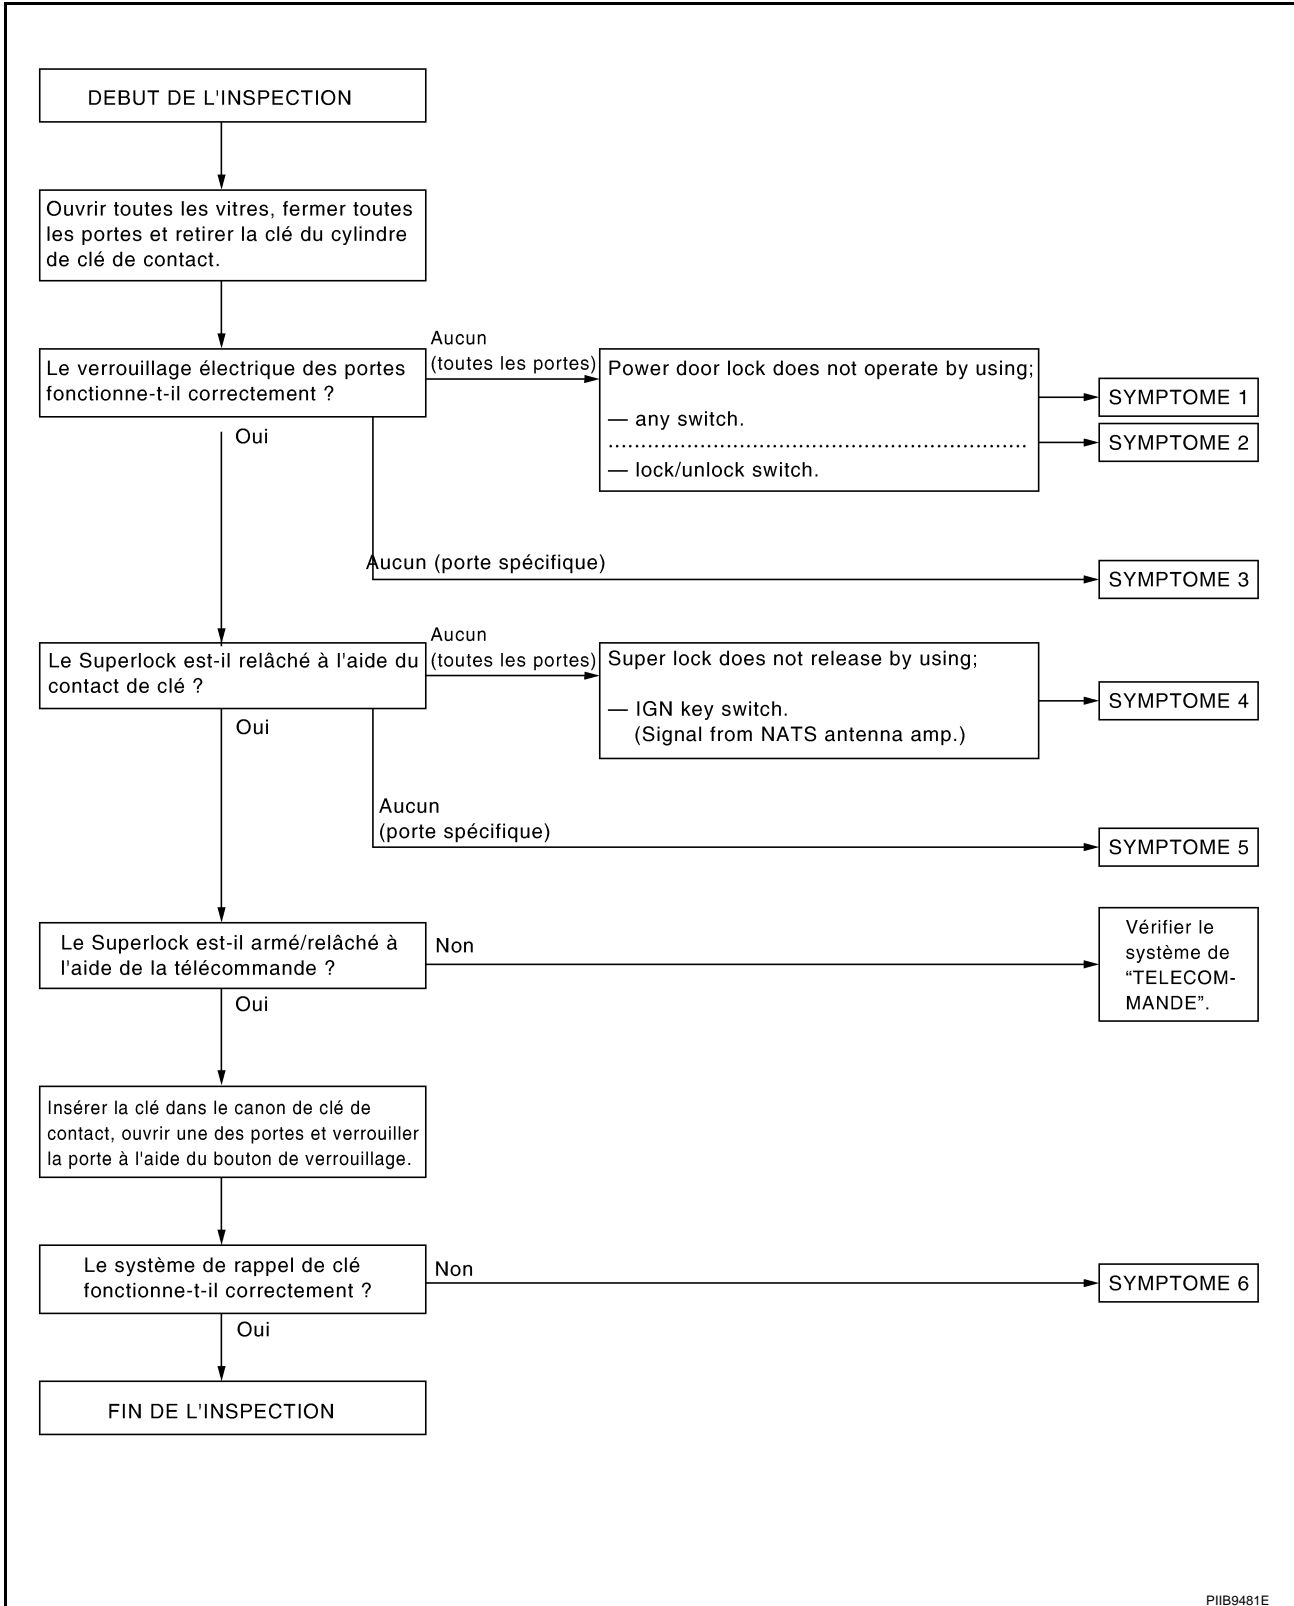 DEBUT DE L'INSPECTION
Ouvrir toutes les vitres, fermer toutes
les portes et retirer la clé du cylindre
de clé de contact.
Le verrouillage électrique des portes
fonctionne-t-il correctement ?
Aucun
(toutes les portes)
Power door lock does not operate by using;
— any switch.
— lock/unlock switch.
SYMPTOME 1
SYMPTOME 2
Oui
Aucun (porte spécifique)
SYMPTOME 3
Le Superlock est-il relâché à l'aide du
contact de clé ?
Aucun
(toutes les portes)
Super lock does not release by using;
— IGN key switch.
(Signal from NATS antenna amp.)
SYMPTOME 4
Oui
Aucun
(porte spécifique)
SYMPTOME 5
Le Superlock est-il armé/relâché à
l'aide de la télécommande ?
Non
Vérifier le
système de
“TELECOM-
MANDE”.
Oui
Insérer la clé dans le canon de clé de
contact, ouvrir une des portes et verrouiller
la porte à l'aide du bouton de verrouillage.
Le système de rappel de clé
fonctionne-t-il correctement ?
Non
SYMPTOME 6
Oui
FIN DE L'INSPECTION
PIIB9481E